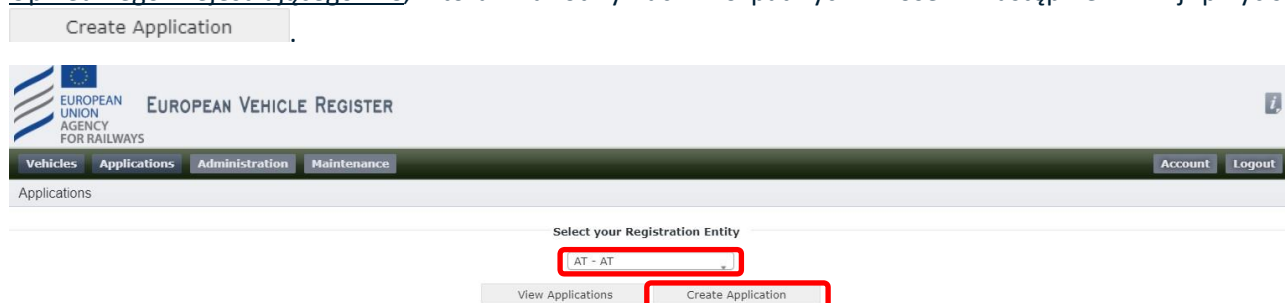 Create Application
.
EUROPEAN
UNION
AGENCY
FOR RAILWAYS
EUROPEAN VEHICLE REGISTER
Vehicles Applications Administration Maintenance Account Logout
Applications
Select your Registration Entity
AT - AT
View Applications Create Application